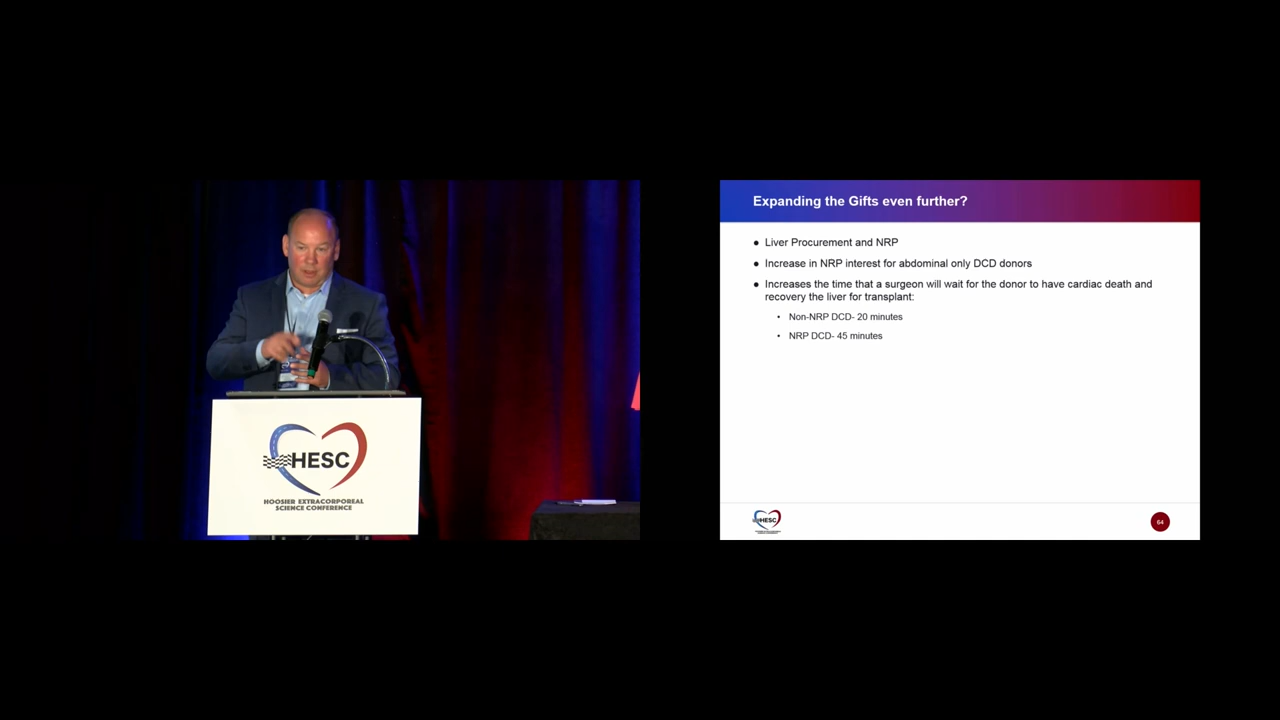 HESC
HOOSIER EXTRACORPOREAL
SCIENCE CONFERENCE
Expanding the Gifts even further?
● Liver Procurement and NRP
● Increase in NRP interest for abdominal only DCD donors
● Increases the time that a surgeon will wait for the donor to have cardiac death and
recovery the liver for transplant:
• Non-NRP DCD- 20 minutes
• NRP DCD- 45 minutes
HESC
64